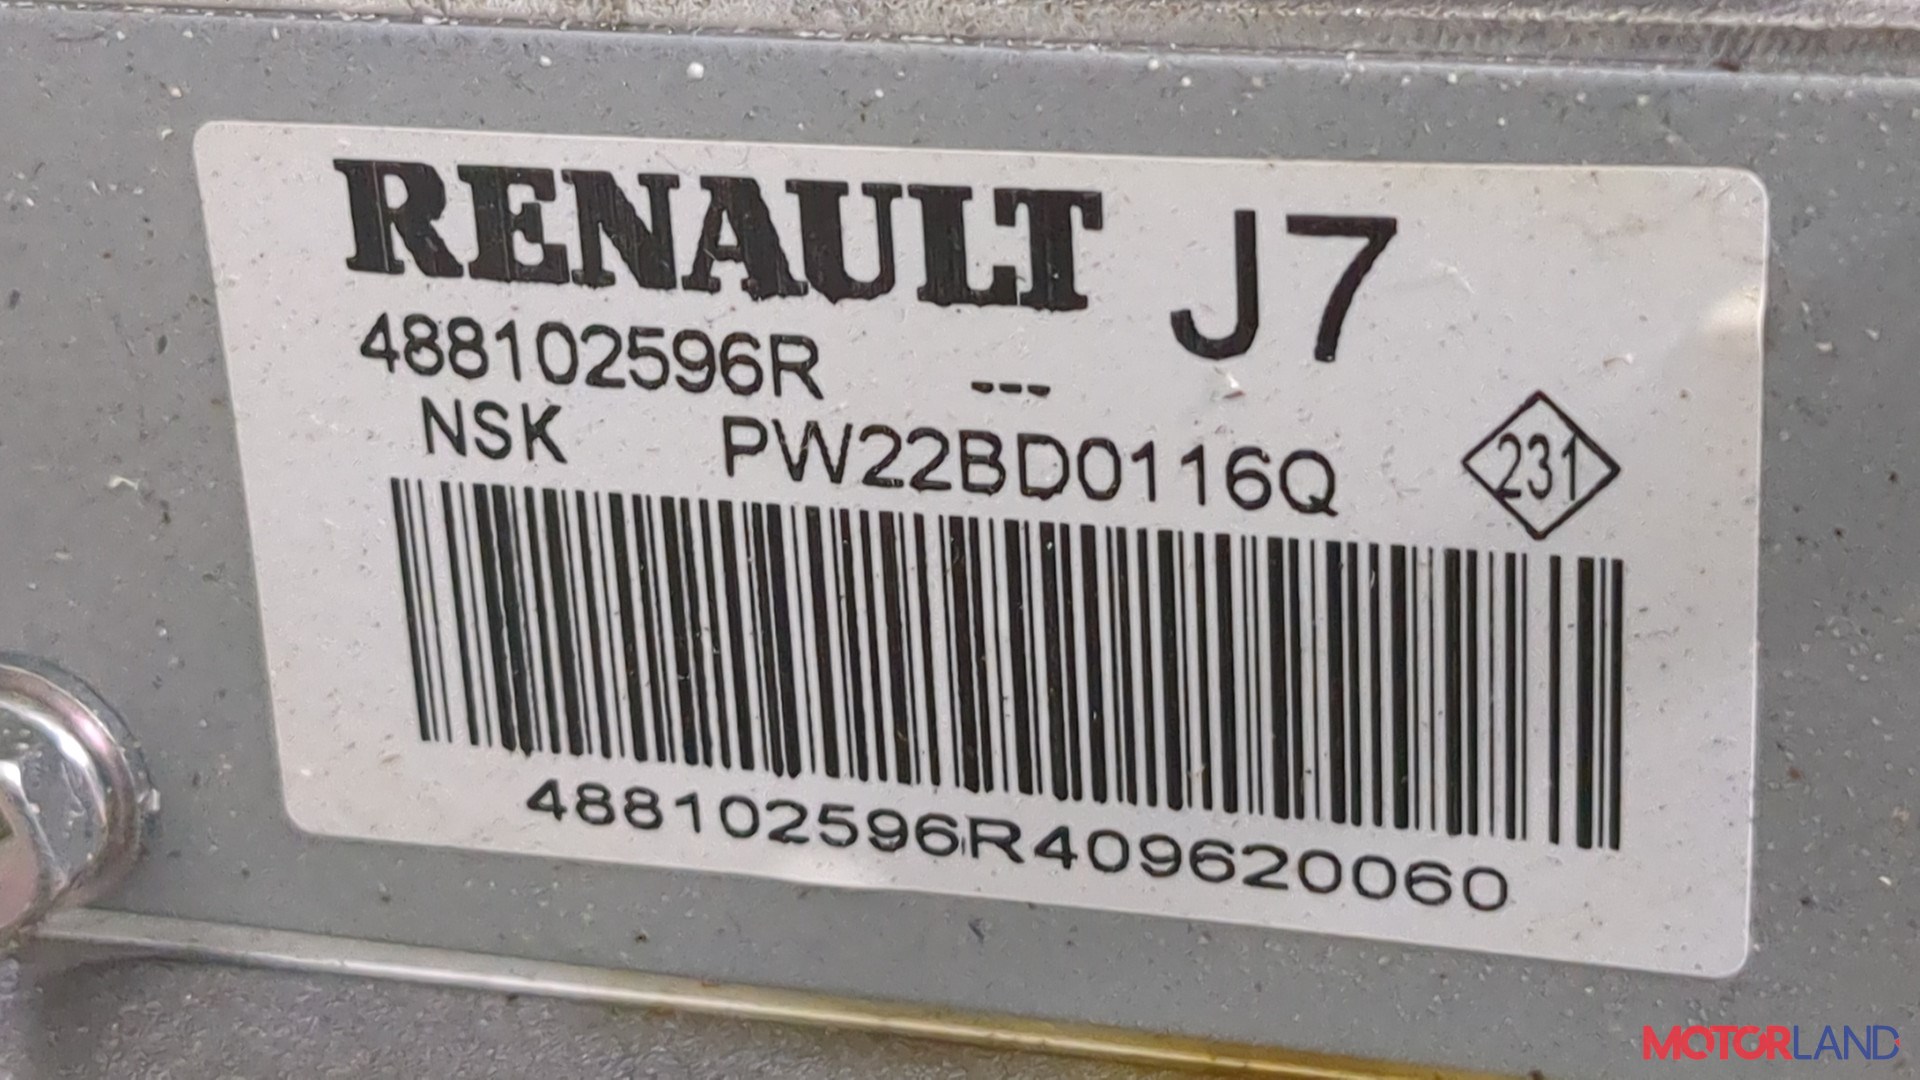 RENAULT J7
488102596R ---
NSK PW22BD0116Q 231
488102596R409620060
MOTORLAND